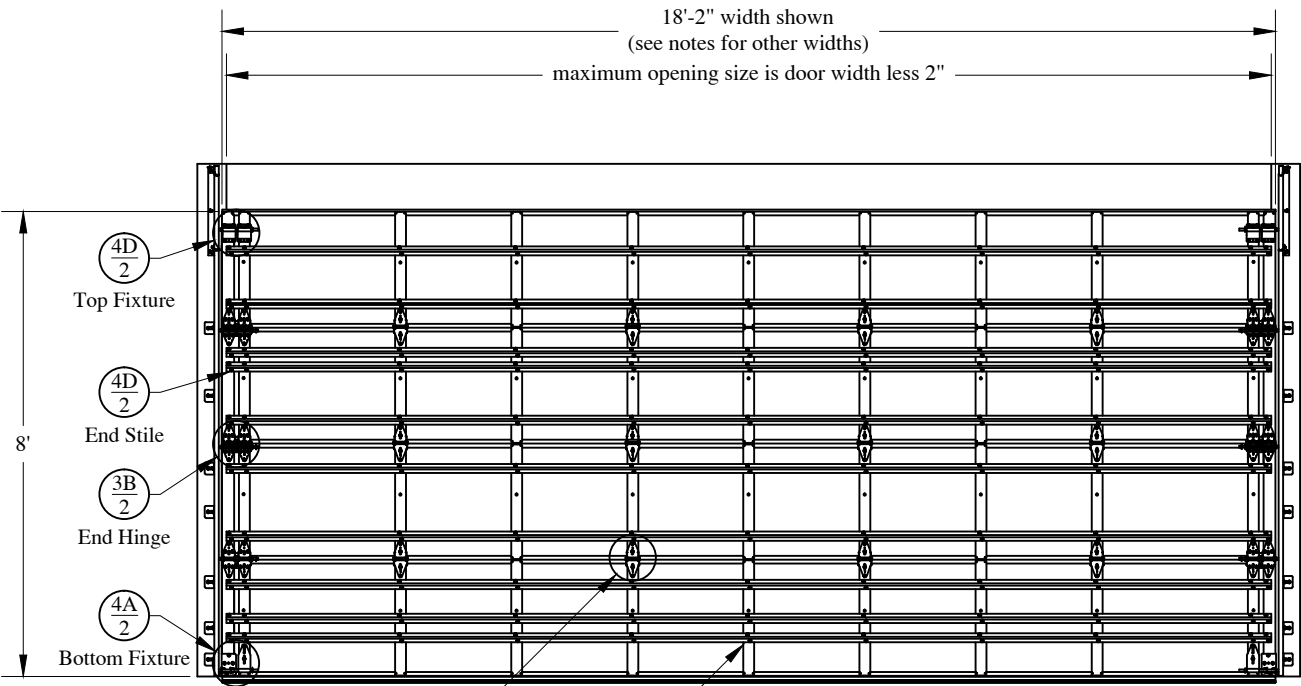 18'-2" width shown
(see notes for other widths)
maximum opening size is door width less 2"
4D
2
Top Fixture
4D
2
End Stile
8'
3B
2
End Hinge
4A
2
Bottom Fixture